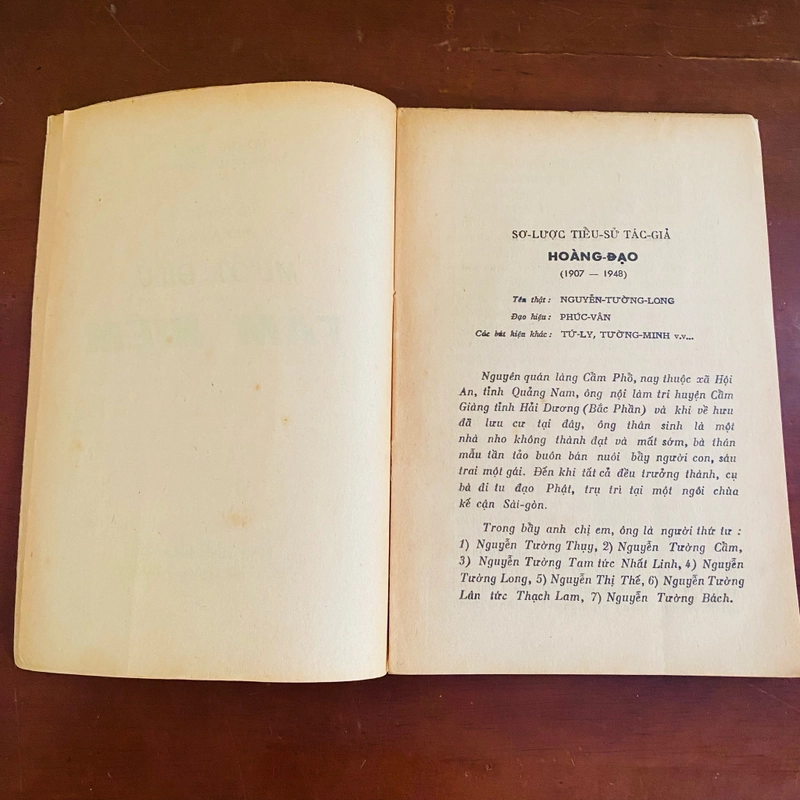 SƠ-LƯỢC TIỀU-SỬ TÁC-GIẢ
HOÀNG-ĐẠO
(1907 — 1948)
Tên thật : NGUYỄN-TƯỜNG-LONG
Đạo hiệu : PHÚC-VÂN
Các bút hiệu khác : TỨ-LY, TƯỜNG-MINH v.v...
Nguyên quán làng Cẩm Phồ, nay thuộc xã Hội
An, tỉnh Quảng Nam, ông nội làm tri huyện Cẩm
Giàng tỉnh Hải Dương (Bắc Phần) và khi về hưu
đã lưu cư tại đây, ông thân sinh là một
nhà nho không thành đạt và mất sớm, bà thân
mẫu tần tảo buôn bán nuôi bầy người con, sáu
trai một gái. Đến khi tất cả đều trưởng thành, cụ
bà đi tu đạo Phật, trụ trì tại một ngôi chùa
kế cận Sài-gòn.
Trong bầy anh chị em, ông là người thứ tư :
1) Nguyễn Tường Thụy, 2) Nguyễn Tường Cẩm,
3) Nguyễn Tường Tam tức Nhất Linh, 4) Nguyễn
Tường Long, 5) Nguyễn Thị Thế, 6) Nguyễn Tường
Lân tức Thạch Lam, 7) Nguyễn Tường Bách.